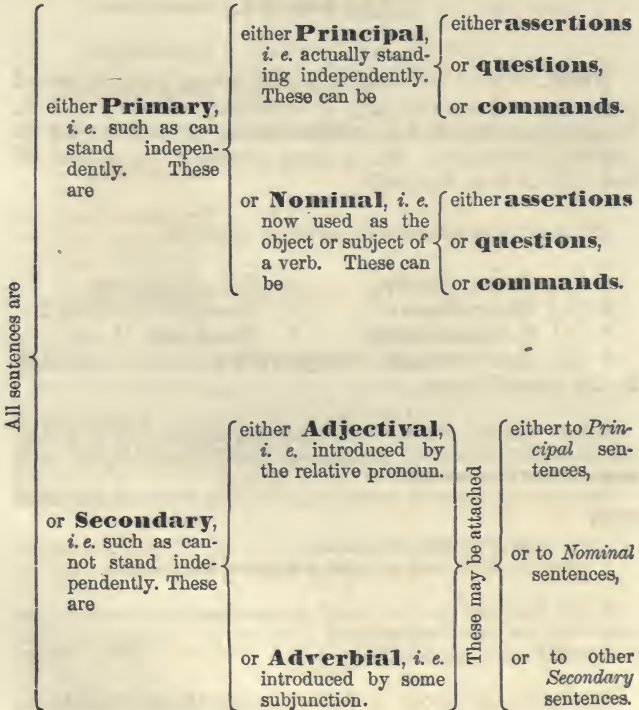 All sentences are
either Primary,
i. e. such as can
stand indepen-
dently. These
are
either Principal,
i. e. actually stand-
ing independently.
These can be
either assertions
or questions,
or commands.
or Nominal, i. e.
now used as the
object or subject of
a verb. These can
be
either assertions
or questions,
or commands.
or Secondary,
i. e. such as can-
not stand inde-
pendently. These
are
either Adjectival,
i. e. introduced by
the relative pronoun.
or Adverbial, i. e.
introduced by some
subjunction.
These may be attached
either to Prin-
cipal sen-
tences,
or to Nominal
sentences,
or to other
Secondary
sentences.